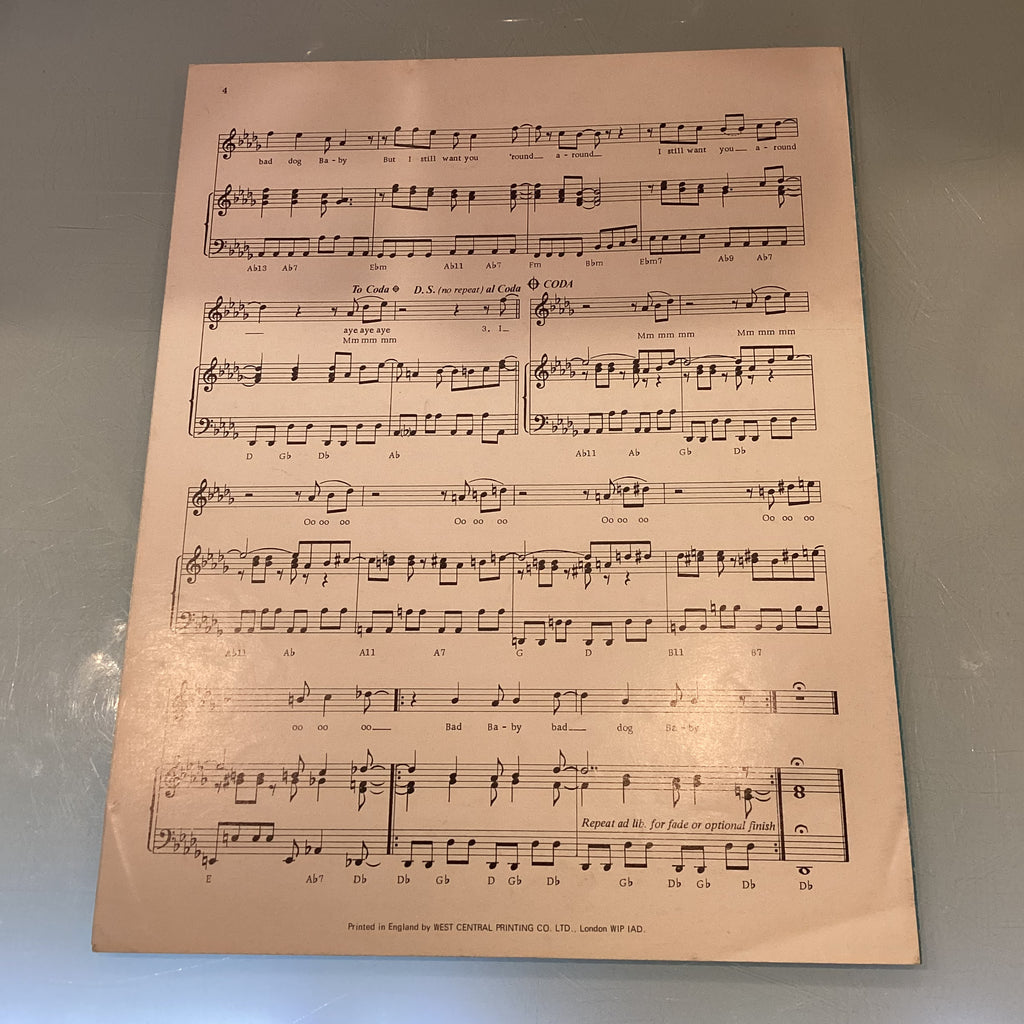 4
bad dog Ba - by But I still want you 'round a - round I still want you a - round
Ab13 Ab7 Ebm Ab11 Ab7 Fm Bbm Ebm7 Ab9 Ab7
To Coda D. S. (no repeat) al Coda CODA
aye aye aye 3. I
Mm mm mm Mm mm mm Mm mm mm
D Gb Db Ab Ab11 Ab Gb Db
Oo oo oo Oo oo oo Oo oo oo Oo oo oo
Ab11 Ab A11 A7 G D B11 B7
oo oo oo Bad Ba - by bad dog Ba - by
Repeat ad lib. for fade or optional finish
E Ab7 Db Db Gb D Gb Db Gb Db Gb Db Db
Printed in England by WEST CENTRAL PRINTING CO. LTD., London W1P 1AD.